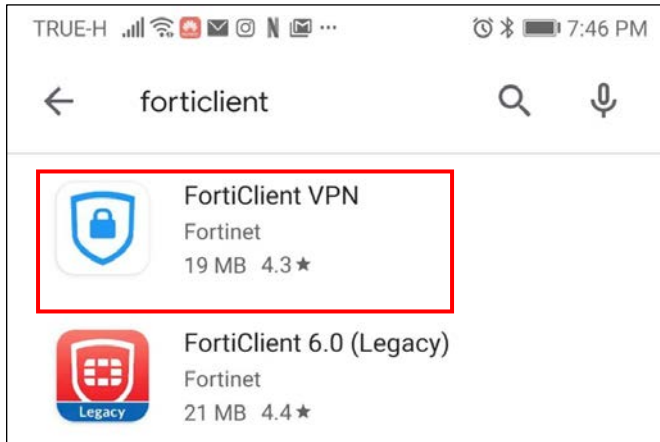 TRUE-H N M ... 7:46 PM
forticlient
FortiClient VPN
Fortinet
19 MB 4.3★
FortiClient 6.0 (Legacy)
Fortinet
Legacy
21 MB 4.4★